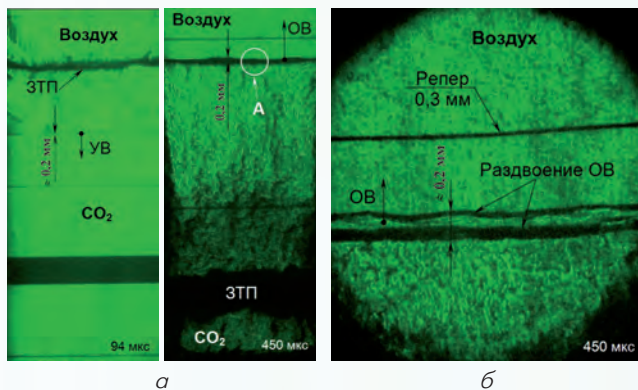 Воздух
ЗТП
≈ 0,2 мм
УВ
CO₂
94 мкс
Воздух
ОВ
0,2 мм
А
ЗТП
CO₂
450 мкс
а
Воздух
Репер
0,3 мм
≈ 0,2 мм
Раздвоение ОВ
ОВ
450 мкс
б